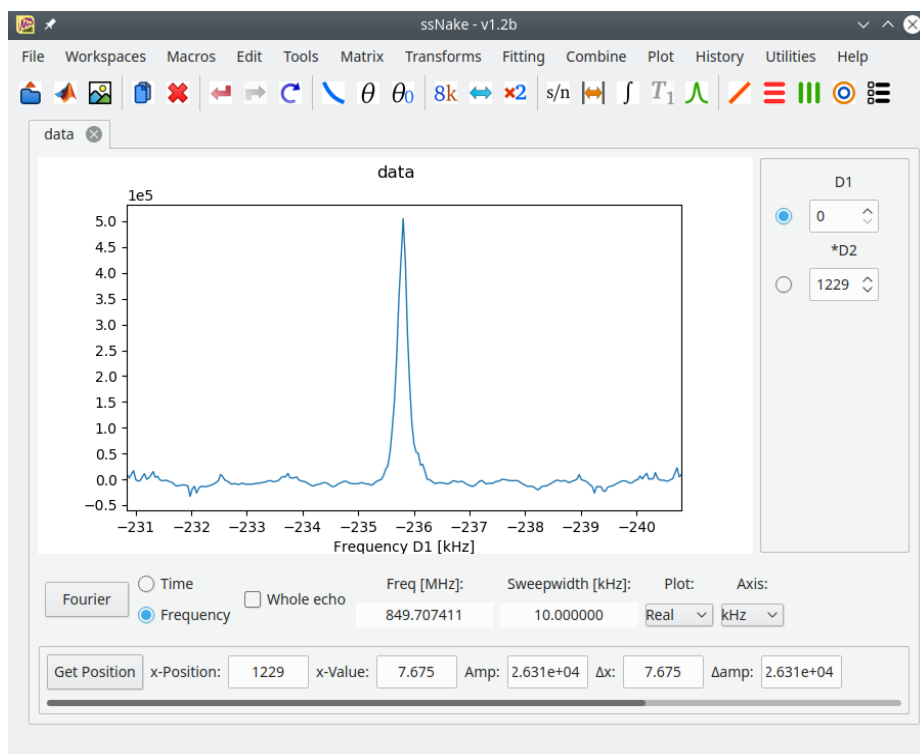 ssNake - v1.2b
File Workspaces Macros Edit Tools Matrix Transforms Fitting Combine Plot History Utilities Help
θ θ0 8k ×2 s/n ∫ T1
data
data
1e5
5.0
4.5
4.0
3.5
3.0
2.5
2.0
1.5
1.0
0.5
0.0
−0.5
−231 −232 −233 −234 −235 −236 −237 −238 −239 −240
Frequency D1 [kHz]
D1
0
*D2
1229
Fourier
Time
Frequency
Whole echo
Freq [MHz]: Sweepwidth [kHz]: Plot: Axis:
849.707411 10.000000 Real kHz
Get Position x-Position: 1229 x-Value: 7.675 Amp: 2.631e+04 Δx: 7.675 Δamp: 2.631e+04